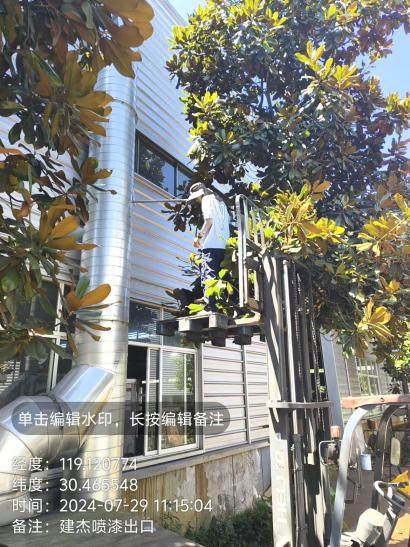 单击编辑水印，长按编辑备注
经度：119.120774
纬度：30.465548
时间：2024-07-29 11:15:04
备注：建杰喷漆出口